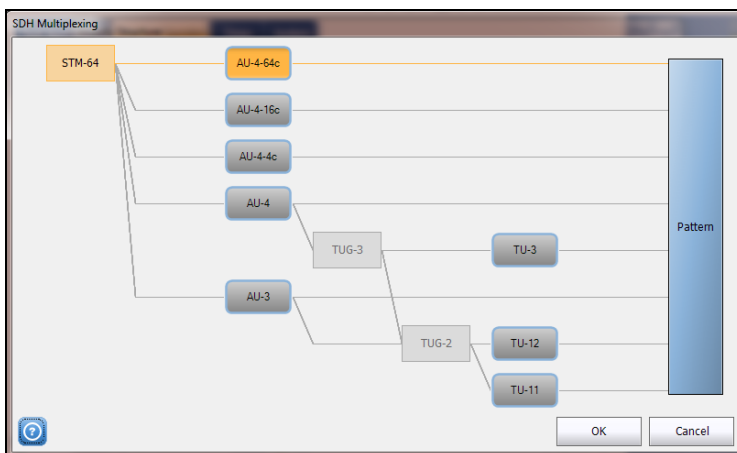 SDH Multiplexing
STM-64
AU-4-64c
AU-4-16c
AU-4-4c
AU-4
Pattern
TUG-3
TU-3
AU-3
TUG-2
TU-12
TU-11
?
OK
Cancel